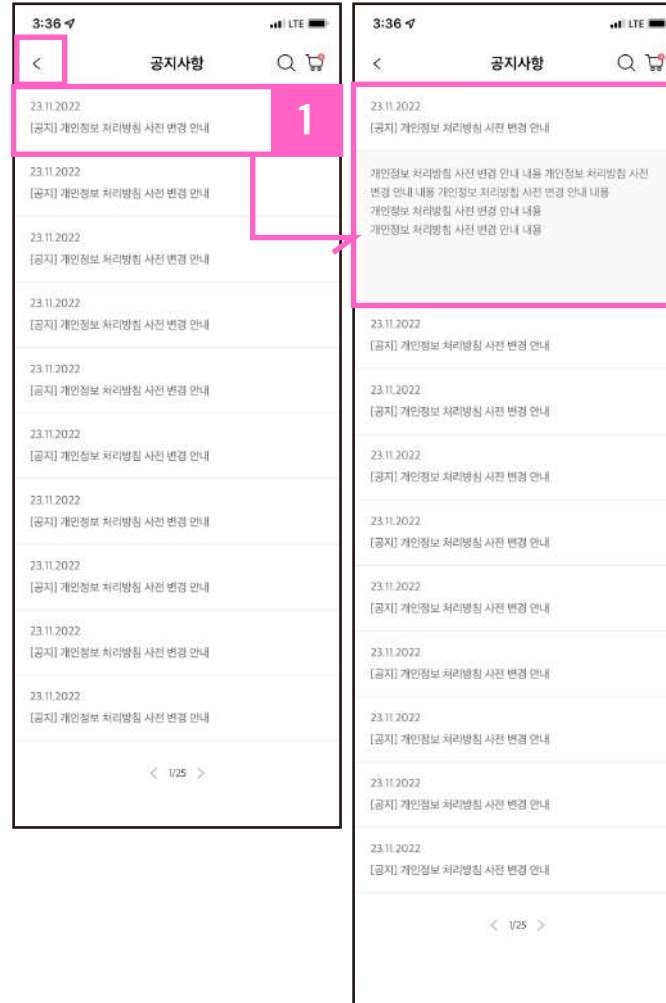 3:36
LTE
공지사항
23.11.2022
[공지] 개인정보 처리방침 사전 변경 안내
1
23.11.2022
[공지] 개인정보 처리방침 사전 변경 안내
23.11.2022
[공지] 개인정보 처리방침 사전 변경 안내
23.11.2022
[공지] 개인정보 처리방침 사전 변경 안내
23.11.2022
[공지] 개인정보 처리방침 사전 변경 안내
23.11.2022
[공지] 개인정보 처리방침 사전 변경 안내
23.11.2022
[공지] 개인정보 처리방침 사전 변경 안내
23.11.2022
[공지] 개인정보 처리방침 사전 변경 안내
23.11.2022
[공지] 개인정보 처리방침 사전 변경 안내
23.11.2022
[공지] 개인정보 처리방침 사전 변경 안내
< 1/25 >
3:36
LTE
공지사항
23.11.2022
[공지] 개인정보 처리방침 사전 변경 안내
개인정보 처리방침 사전 변경 안내 내용 개인정보 처리방침 사전
변경 안내 내용 개인정보 처리방침 사전 변경 안내 내용
개인정보 처리방침 사전 변경 안내 내용
개인정보 처리방침 사전 변경 안내 내용
23.11.2022
[공지] 개인정보 처리방침 사전 변경 안내
23.11.2022
[공지] 개인정보 처리방침 사전 변경 안내
23.11.2022
[공지] 개인정보 처리방침 사전 변경 안내
23.11.2022
[공지] 개인정보 처리방침 사전 변경 안내
23.11.2022
[공지] 개인정보 처리방침 사전 변경 안내
23.11.2022
[공지] 개인정보 처리방침 사전 변경 안내
23.11.2022
[공지] 개인정보 처리방침 사전 변경 안내
23.11.2022
[공지] 개인정보 처리방침 사전 변경 안내
23.11.2022
[공지] 개인정보 처리방침 사전 변경 안내
< 1/25 >